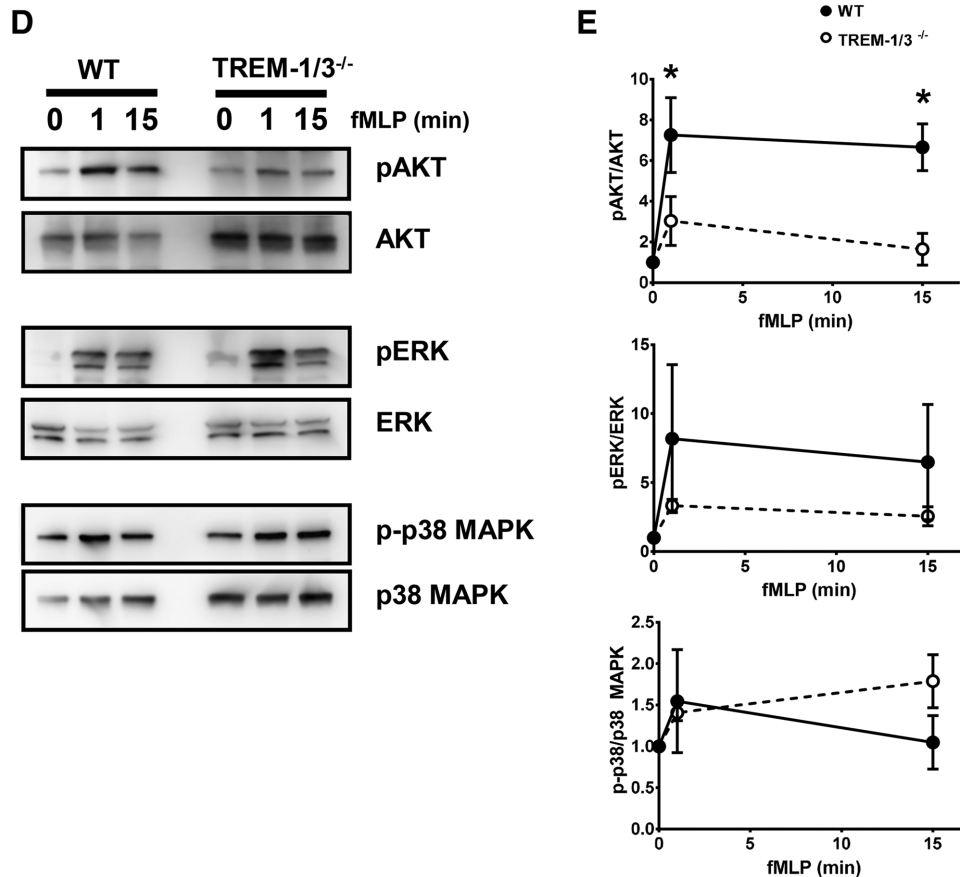 D
WT TREM-1/3-/-
0 1 15 0 1 15 fMLP (min)
pAKT
AKT
pERK
ERK
p-p38 MAPK
p38 MAPK
E
WT
TREM-1/3 -/-
pAKT/AKT
10
8
6
4
2
0
* *
0 5 10 15
fMLP (min)
pERK/ERK
15
10
5
0
0 5 10 15
fMLP (min)
p-p38/p38 MAPK
2.5
2.0
1.5
1.0
0.5
0.0
0 5 10 15
fMLP (min)